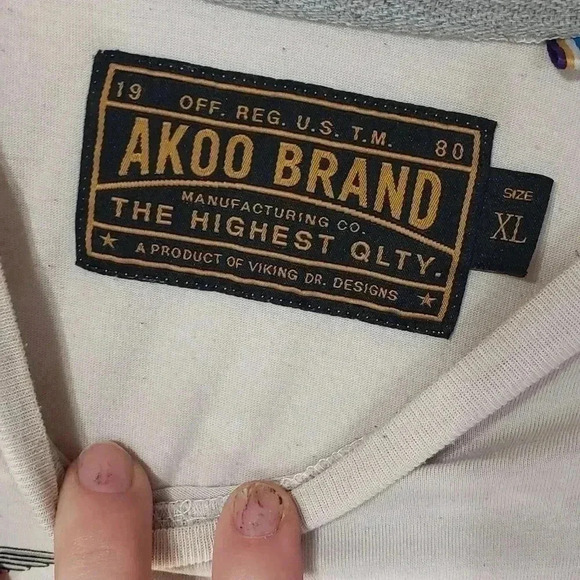 19 OFF. REG. U.S. T.M. 80
AKOO BRAND
MANUFACTURING CO.
THE HIGHEST QLTY.
A PRODUCT OF VIKING DR. DESIGNS
SIZE
XL